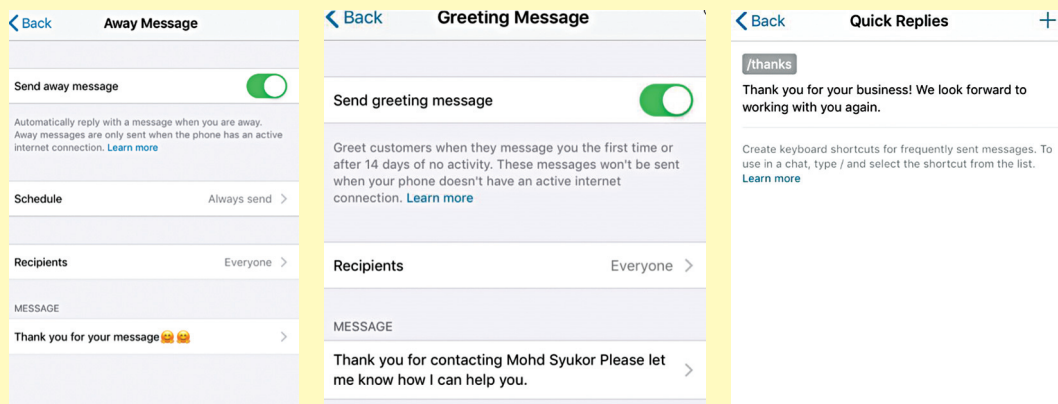 Back
Away Message
Send away message
Automatically reply with a message when you are away.
Away messages are only sent when the phone has an active
internet connection. Learn more
Schedule
Always send
Recipients
Everyone
MESSAGE
Thank you for your message🤗🤗
Back
Greeting Message
Send greeting message
Greet customers when they message you the first time or
after 14 days of no activity. These messages won't be sent
when your phone doesn't have an active internet
connection. Learn more
Recipients
Everyone
MESSAGE
Thank you for contacting Mohd Syukor Please let
me know how I can help you.
Back
Quick Replies
+
/thanks
Thank you for your business! We look forward to
working with you again.
Create keyboard shortcuts for frequently sent messages. To
use in a chat, type / and select the shortcut from the list.
Learn more